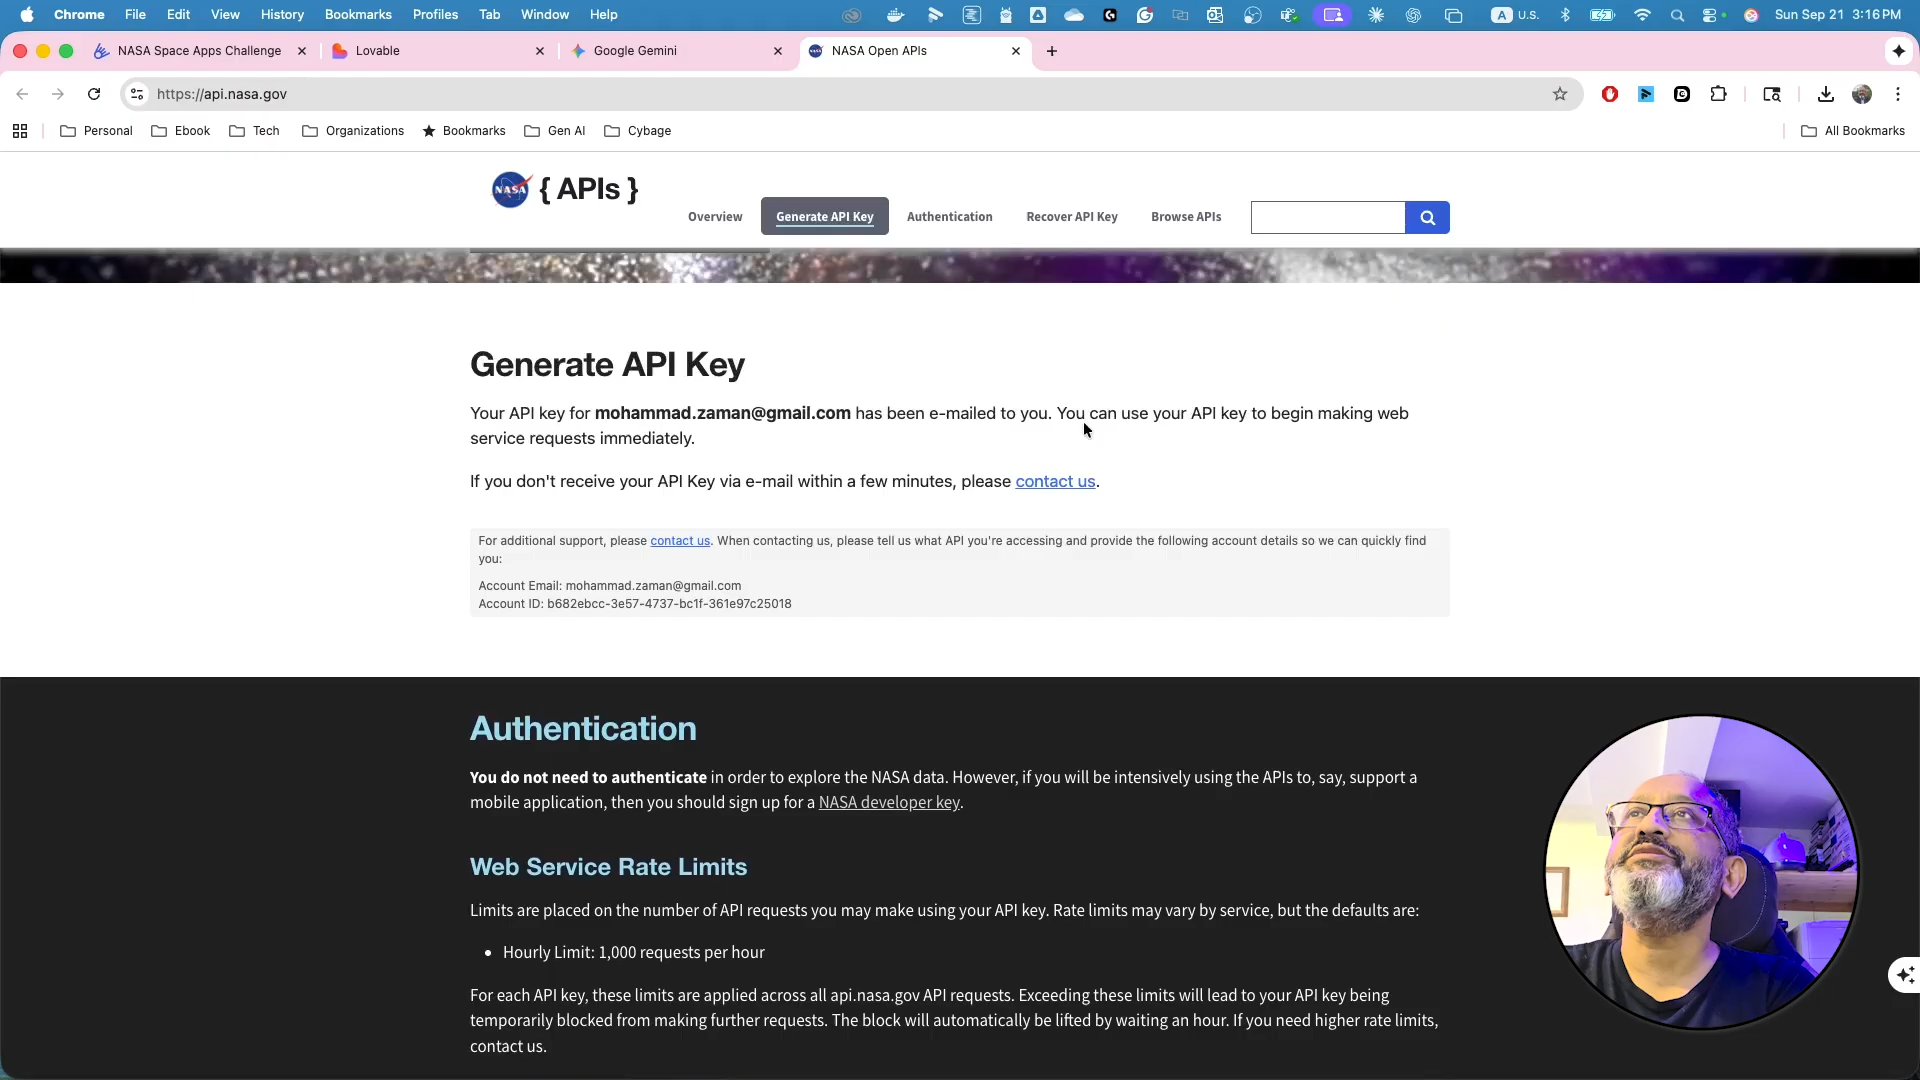 Chrome File Edit View History Bookmarks Profiles Tab Window Help A U.S. Sun Sep 21 3:16 PM
NASA Space Apps Challenge Lovable Google Gemini NASA Open APIs
https://api.nasa.gov
Personal Ebook Tech Organizations Bookmarks Gen AI Cybage All Bookmarks
NASA { APIs }
Overview Generate API Key Authentication Recover API Key Browse APIs
Generate API Key
Your API key for mohammad.zaman@gmail.com has been e-mailed to you. You can use your API key to begin making web
service requests immediately.
If you don't receive your API Key via e-mail within a few minutes, please contact us.
For additional support, please contact us. When contacting us, please tell us what API you're accessing and provide the following account details so we can quickly find
you:
Account Email: mohammad.zaman@gmail.com
Account ID: b682ebcc-3e57-4737-bc1f-361e97c25018
Authentication
You do not need to authenticate in order to explore the NASA data. However, if you will be intensively using the APIs to, say, support a
mobile application, then you should sign up for a NASA developer key.
Web Service Rate Limits
Limits are placed on the number of API requests you may make using your API key. Rate limits may vary by service, but the defaults are:
• Hourly Limit: 1,000 requests per hour
For each API key, these limits are applied across all api.nasa.gov API requests. Exceeding these limits will lead to your API key being
temporarily blocked from making further requests. The block will automatically be lifted by waiting an hour. If you need higher rate limits,
contact us.